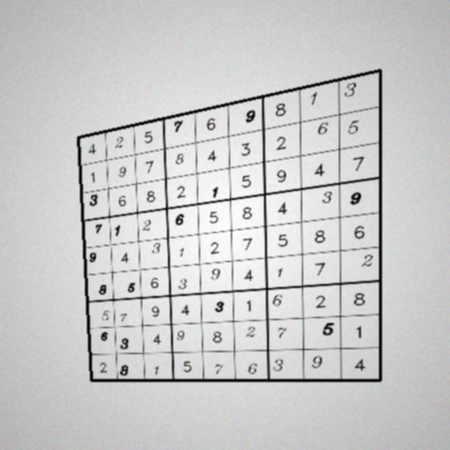 4 2 5 7 6 9 8 1 3
1 9 7 8 4 3 2 6 5
3 6 8 2 1 5 9 4 7
7 1 2 6 5 8 4 3 9
9 4 3 1 2 7 5 8 6
8 5 6 3 9 4 1 7 2
5 7 9 4 3 1 6 2 8
6 3 4 9 8 2 7 5 1
2 8 1 5 7 6 3 9 4